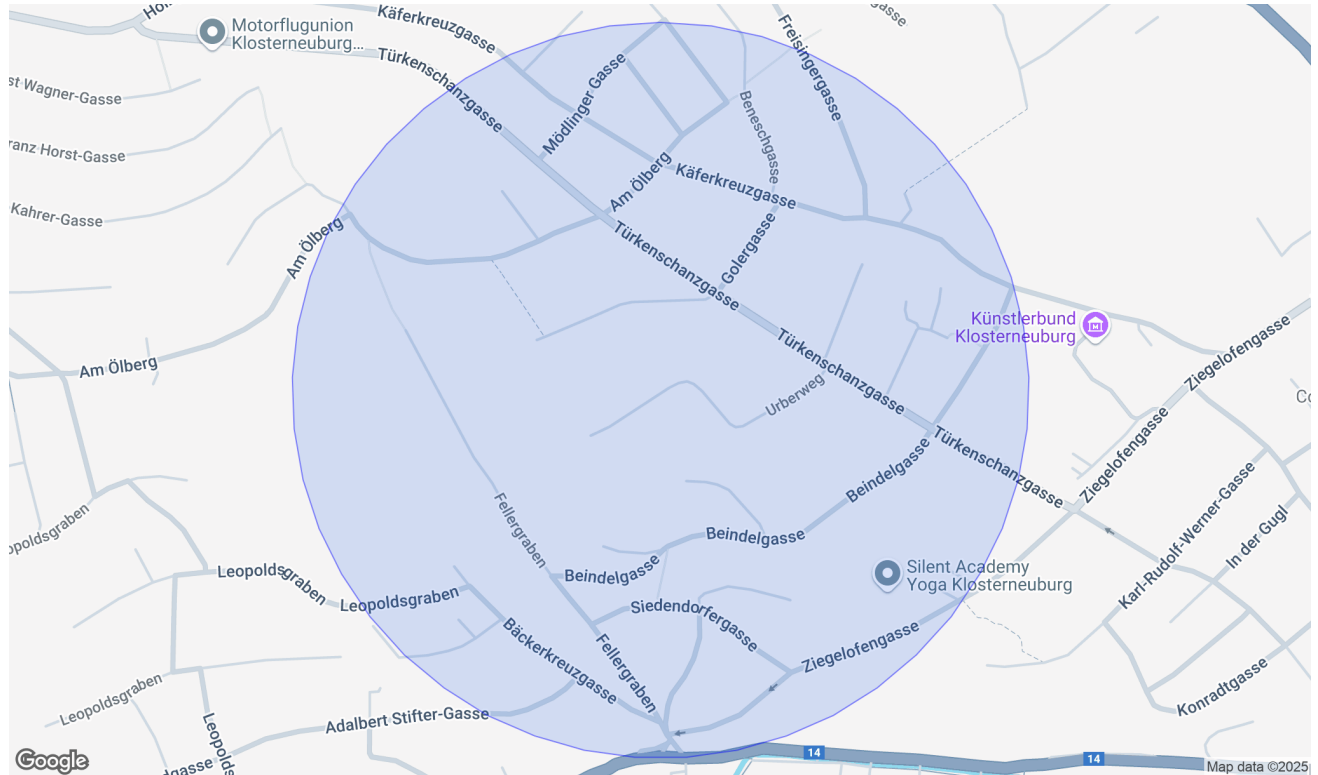 Motorflugunion
Klosterneuburg...
Käferkreuzgasse
Türkenschanzgasse
Mödlinger Gasse
Freisingergasse
Beneschgasse
st Wagner-Gasse
ranz Horst-Gasse
Kahrer-Gasse
Am Ölberg
Am Ölberg
Käferkreuzgasse
Golergasse
Türkenschanzgasse
Künstlerbund
Klosterneuburg
Ziegelofengasse
Am Ölberg
Türkenschanzgasse
Urberweg
Türkenschanzgasse
Ziegelofengasse
Beindelgasse
Karl-Rudolf-Werner-Gasse
In der Gugl
Fellergraben
opoldsgraben
Beindelgasse
Beindelgasse
Silent Academy
Yoga Klosterneuburg
Leopoldsgraben
Leopoldsgraben
Siedendorfergasse
Bäckerkreuzgasse
Fellergraben
Ziegelofengasse
Konradtgasse
Leopoldsgraben
Adalbert Stifter-Gasse
Leopolds
dgasse
14
14
Google
Map data ©2025